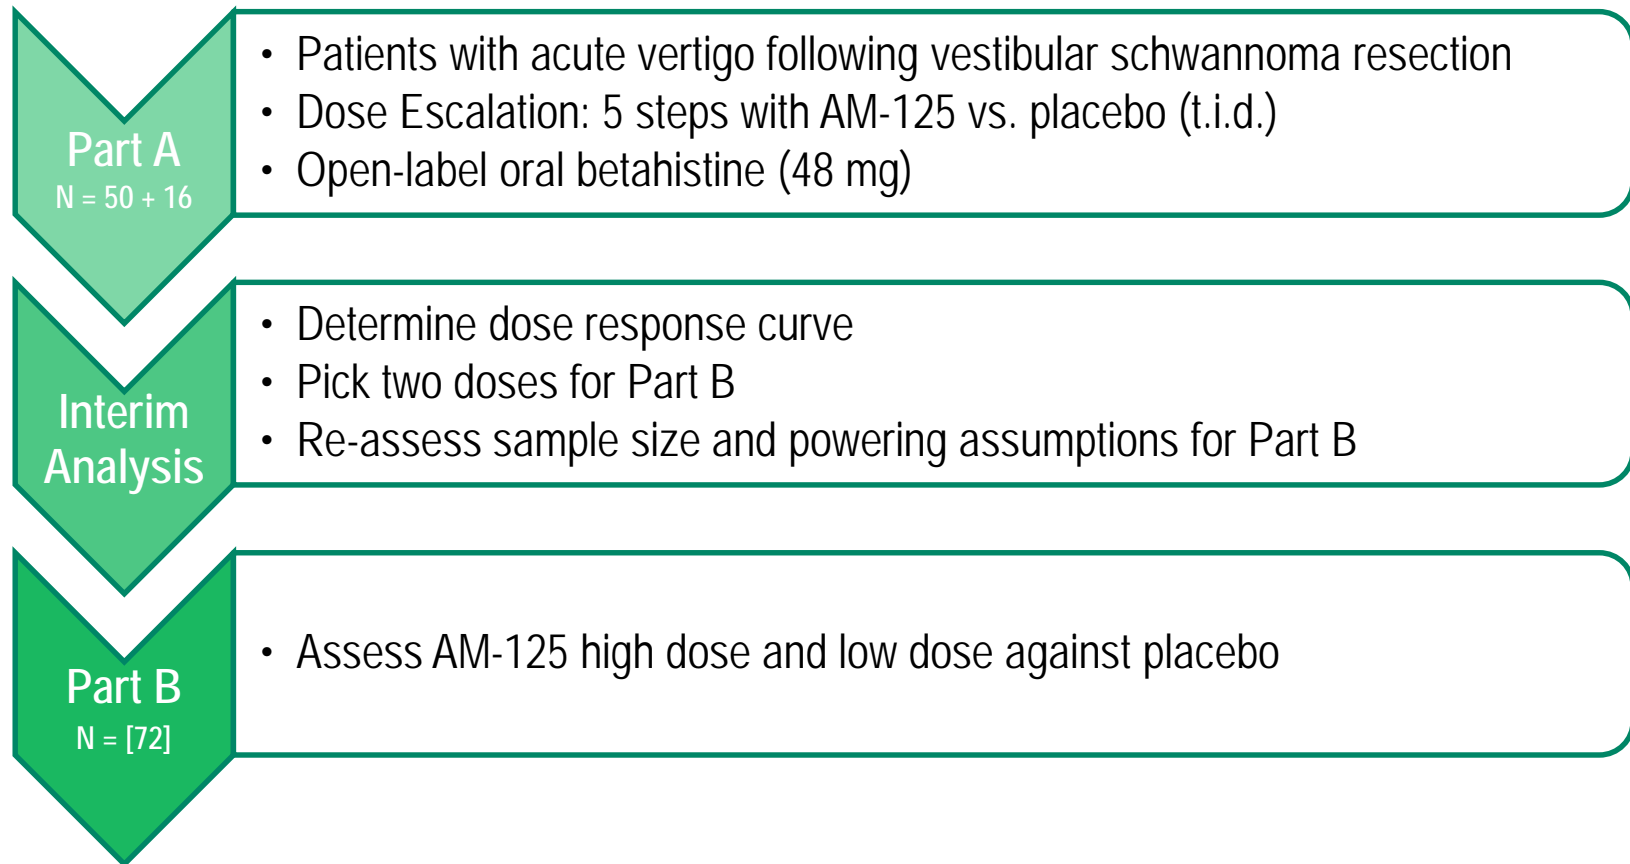 Part A
N = 50 + 16
• Patients with acute vertigo following vestibular schwannoma resection
• Dose Escalation: 5 steps with AM-125 vs. placebo (t.i.d.)
• Open-label oral betahistine (48 mg)
Interim
Analysis
• Determine dose response curve
• Pick two doses for Part B
• Re-assess sample size and powering assumptions for Part B
Part B
N = [72]
• Assess AM-125 high dose and low dose against placebo